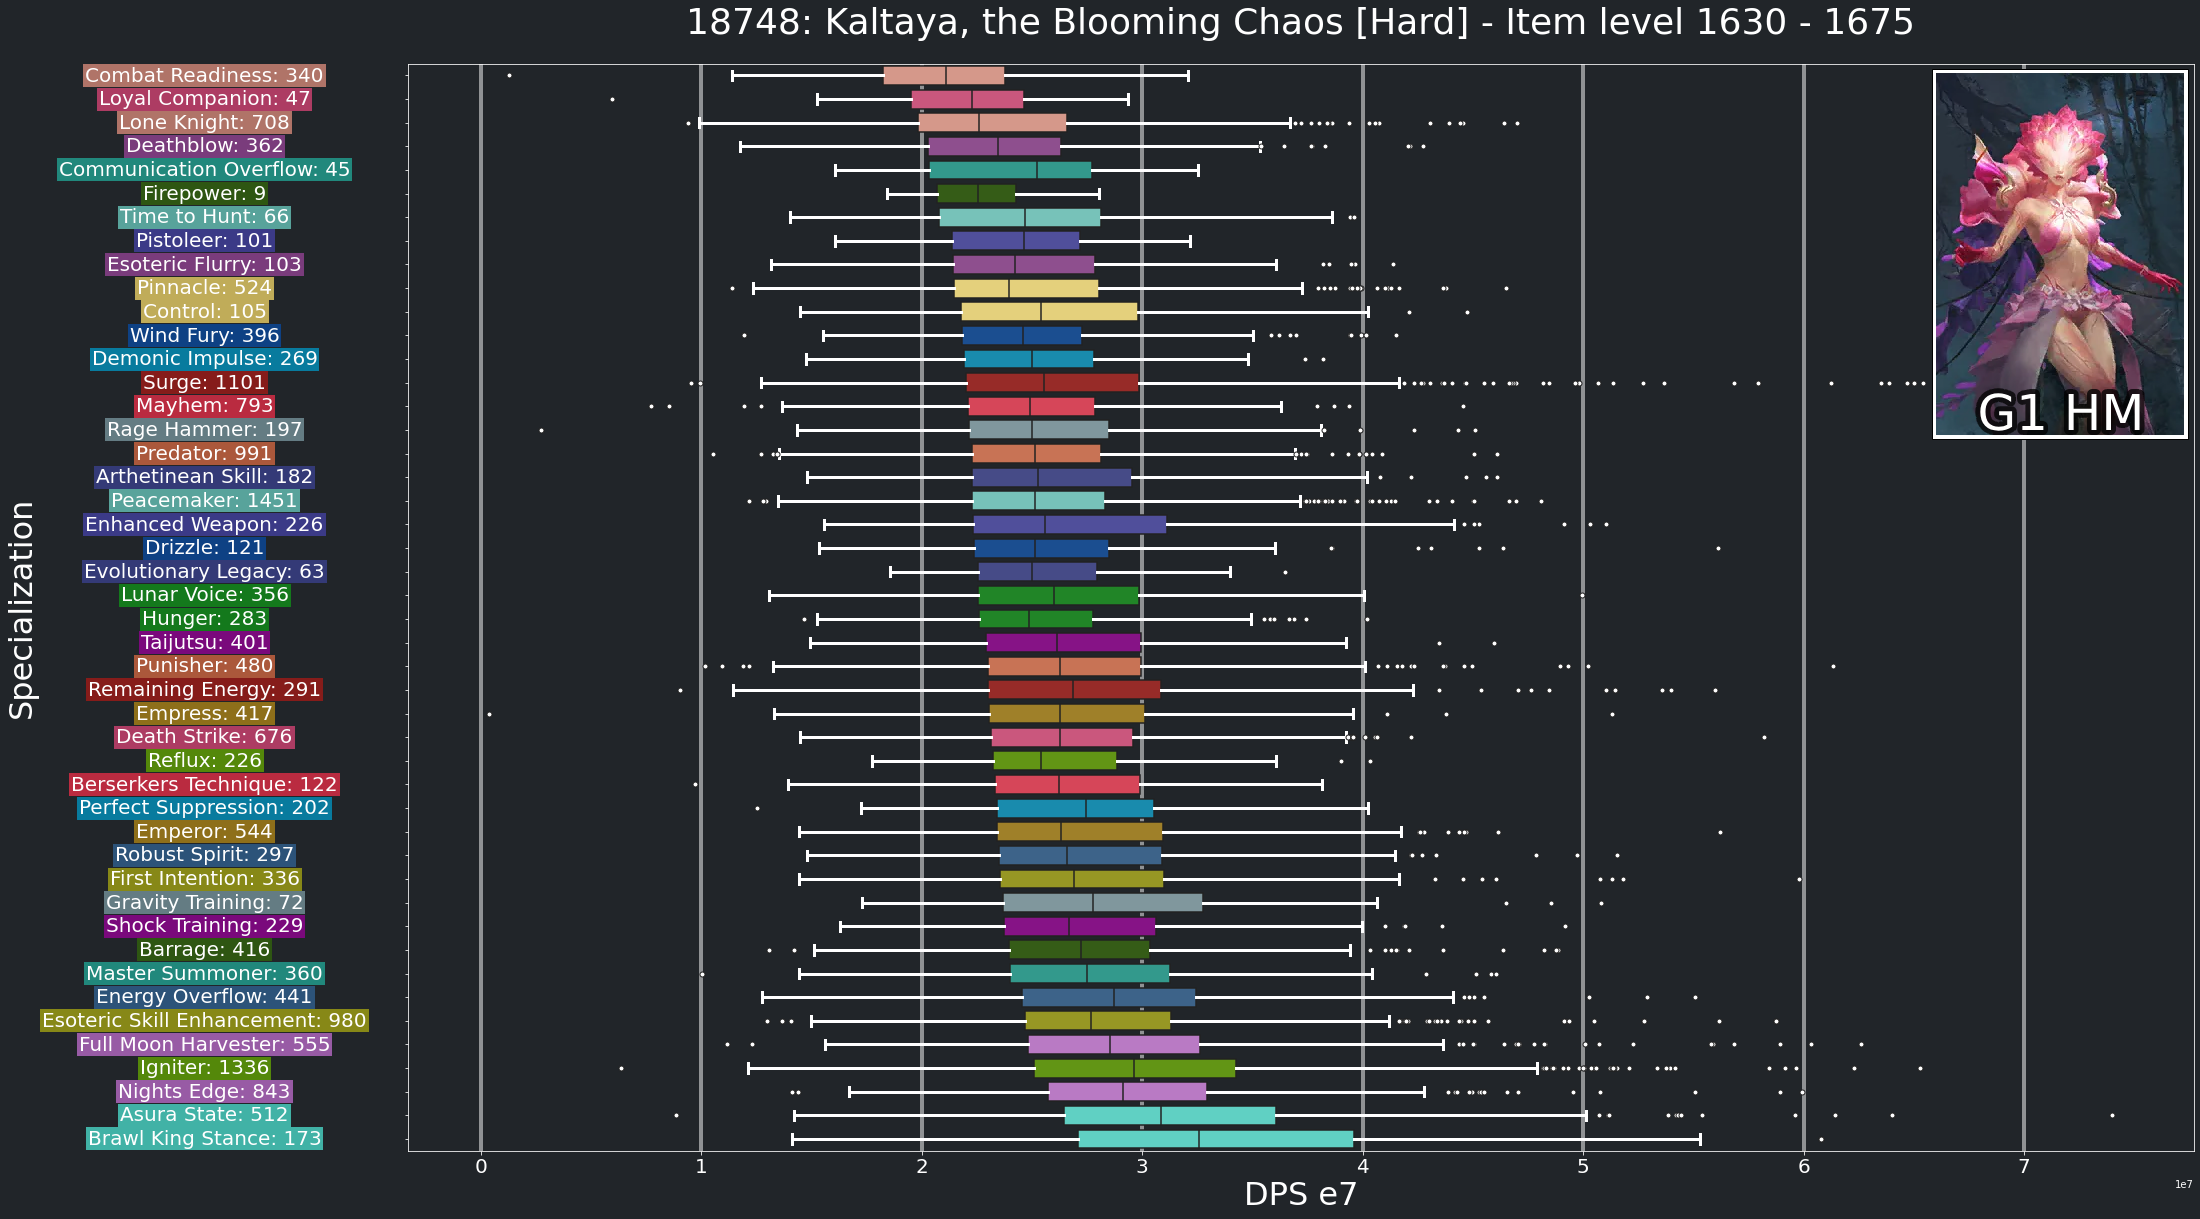 18748: Kaltaya, the Blooming Chaos [Hard] - Item level 1630 - 1675
Combat Readiness: 340
Loyal Companion: 47
Lone Knight: 708
Deathblow: 362
Communication Overflow: 45
Firepower: 9
Time to Hunt: 66
Pistoleer: 101
Esoteric Flurry: 103
Pinnacle: 524
Control: 105
Wind Fury: 396
Demonic Impulse: 269
Surge: 1101
Mayhem: 793
Rage Hammer: 197
Predator: 991
Arthetinean Skill: 182
Peacemaker: 1451
Enhanced Weapon: 226
Drizzle: 121
Evolutionary Legacy: 63
Lunar Voice: 356
Hunger: 283
Taijutsu: 401
Punisher: 480
Remaining Energy: 291
Empress: 417
Death Strike: 676
Reflux: 226
Berserkers Technique: 122
Perfect Suppression: 202
Emperor: 544
Robust Spirit: 297
First Intention: 336
Gravity Training: 72
Shock Training: 229
Barrage: 416
Master Summoner: 360
Energy Overflow: 441
Esoteric Skill Enhancement: 980
Full Moon Harvester: 555
Igniter: 1336
Nights Edge: 843
Asura State: 512
Brawl King Stance: 173
Specialization
G1 HM
0 1 2 3 4 5 6 7
DPS e7
1e7